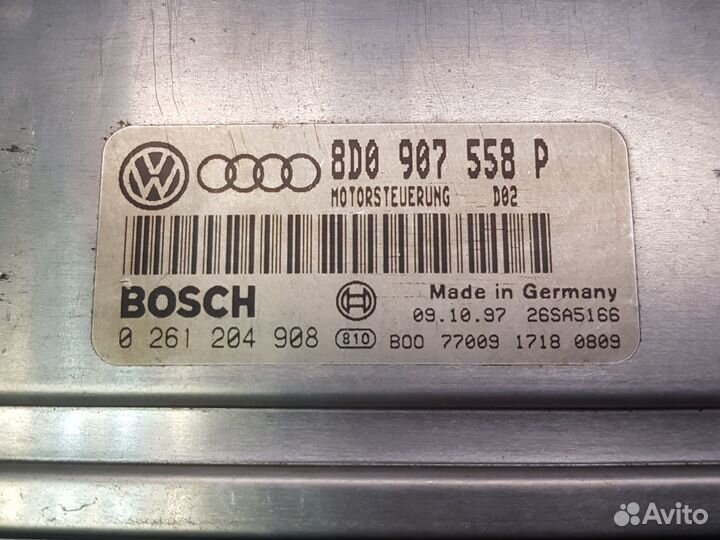 8D0 907 558 P
MOTORSTEUERUNG D02
BOSCH
Made in Germany
09.10.97 26SA5166
0 261 204 908 810 B00 77009 1718 0809
Avito